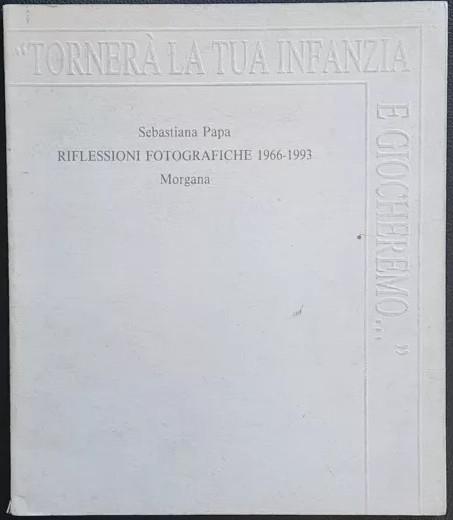 “TORNERÀ LA TUA INFANZIA
E GIOCHEREMO...”
Sebastiana Papa
RIFLESSIONI FOTOGRAFICHE 1966-1993
Morgana